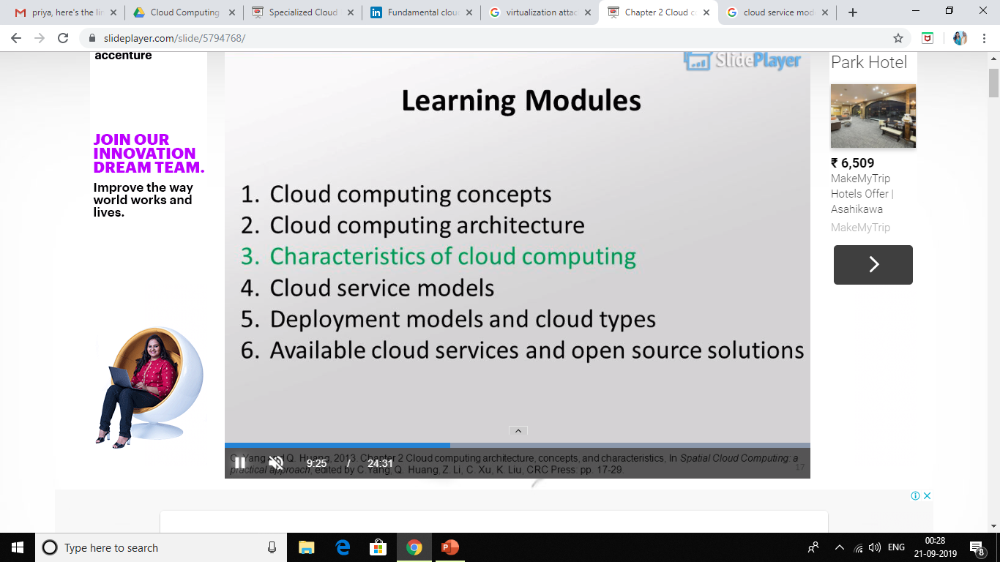 priya, here's the lin
Cloud Computing
Specialized Cloud
Fundamental clou
virtualization attac
Chapter 2 Cloud c
cloud service mod
slideplayer.com/slide/5794768/
accenture
JOIN OUR
INNOVATION
DREAM TEAM.
Improve the way
world works and
lives.
SlidePlayer
Learning Modules
1. Cloud computing concepts
2. Cloud computing architecture
3. Characteristics of cloud computing
4. Cloud service models
5. Deployment models and cloud types
6. Available cloud services and open source solutions
C. Yang and Q. Huang, 2013. Chapter 2 Cloud computing architecture, concepts, and characteristics, In Spatial Cloud Computing: a
practical approach, edited by C.Yang, Q. Huang, Z. Li, C. Xu, K. Liu, CRC Press: pp. 17-29.
17
9:25 / 24:31
Park Hotel
₹ 6,509
MakeMyTrip
Hotels Offer |
Asahikawa
MakeMyTrip
Type here to search
ENG
00:28
21-09-2019
8